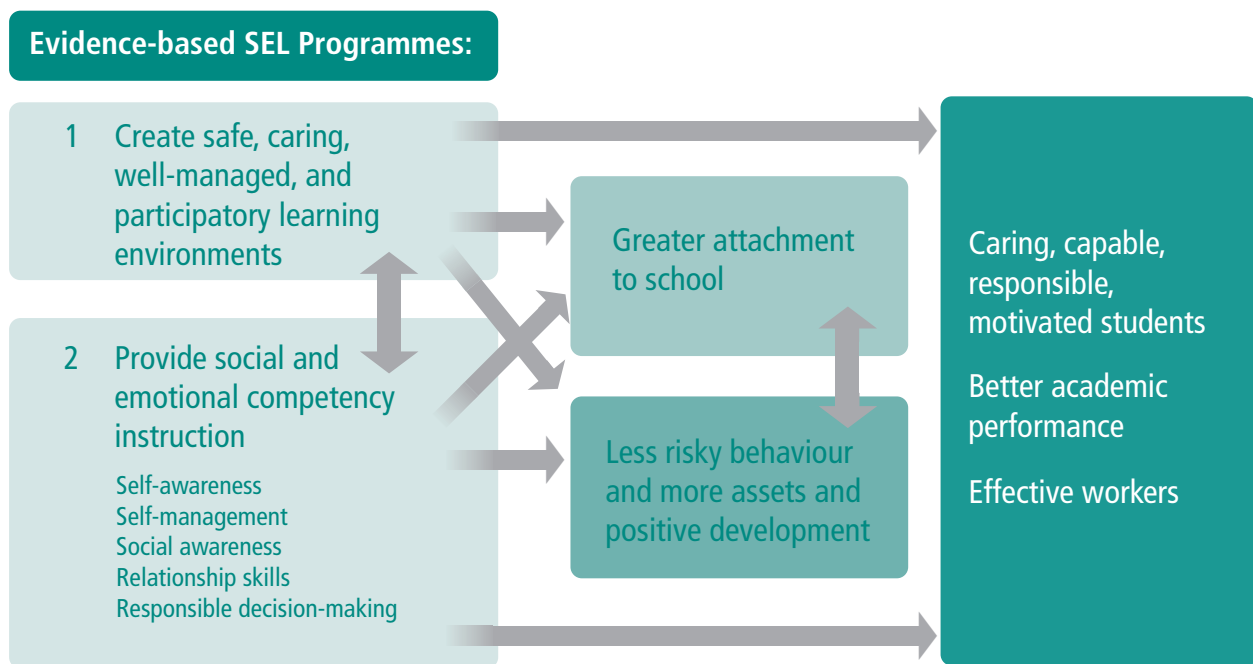 Evidence-based SEL Programmes:
1 Create safe, caring,
well-managed, and
participatory learning
environments
2 Provide social and
emotional competency
instruction
Self-awareness
Self-management
Social awareness
Relationship skills
Responsible decision-making
Greater attachment
to school
Less risky behaviour
and more assets and
positive development
Caring, capable,
responsible,
motivated students
Better academic
performance
Effective workers